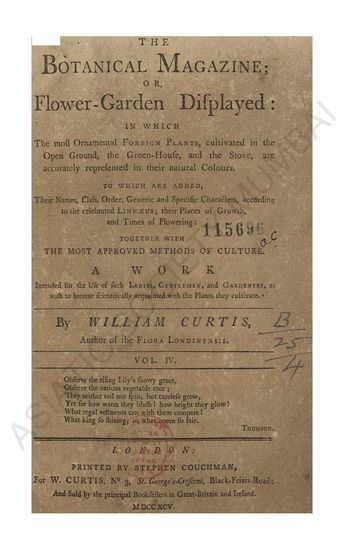 THE
BOTANICAL MAGAZINE;
OR,
Flower-Garden Diſplayed:
IN WHICH
The moſt Ornamental FOREIGN PLANTS, cultivated in the
Open Ground, the Green-Houſe, and the Stove, are
accurately repreſented in their natural Colours.
TO WHICH ARE ADDED,
Their Names, Claſs, Order, Generic and Specific Characters, according
to the celebrated LINNÆUS; their Places of Growth,
and Times of Flowering:
115696
TOGETHER WITH
THE MOST APPROVED METHODS OF CULTURE.
A WORK
Intended for the Uſe of ſuch LADIES, GENTLEMEN, and GARDENERS, as
wiſh to become ſcientifically acquainted with the Plants they cultivate.
By WILLIAM CURTIS,
Author of the FLORA LONDINENSIS.
B
25
4
VOL. IV.
Obſerve the riſing Lily's ſnowy grace,
Obſerve the various vegetable race;
They neither toil nor ſpin, but careleſs grow,
Yet ſee how warm they bluſh! how bright they glow!
What regal veſtments can with them compare!
What king ſo ſhining, or what queen ſo fair.
THOMSON.
LONDON:
PRINTED BY STEPHEN COUCHMAN,
For W. CURTIS, Nº 3, St. George's-Creſcent, Black-Friars-Road;
And Sold by the principal Bookſellers in Great-Britain and Ireland.
M DCC XCV.